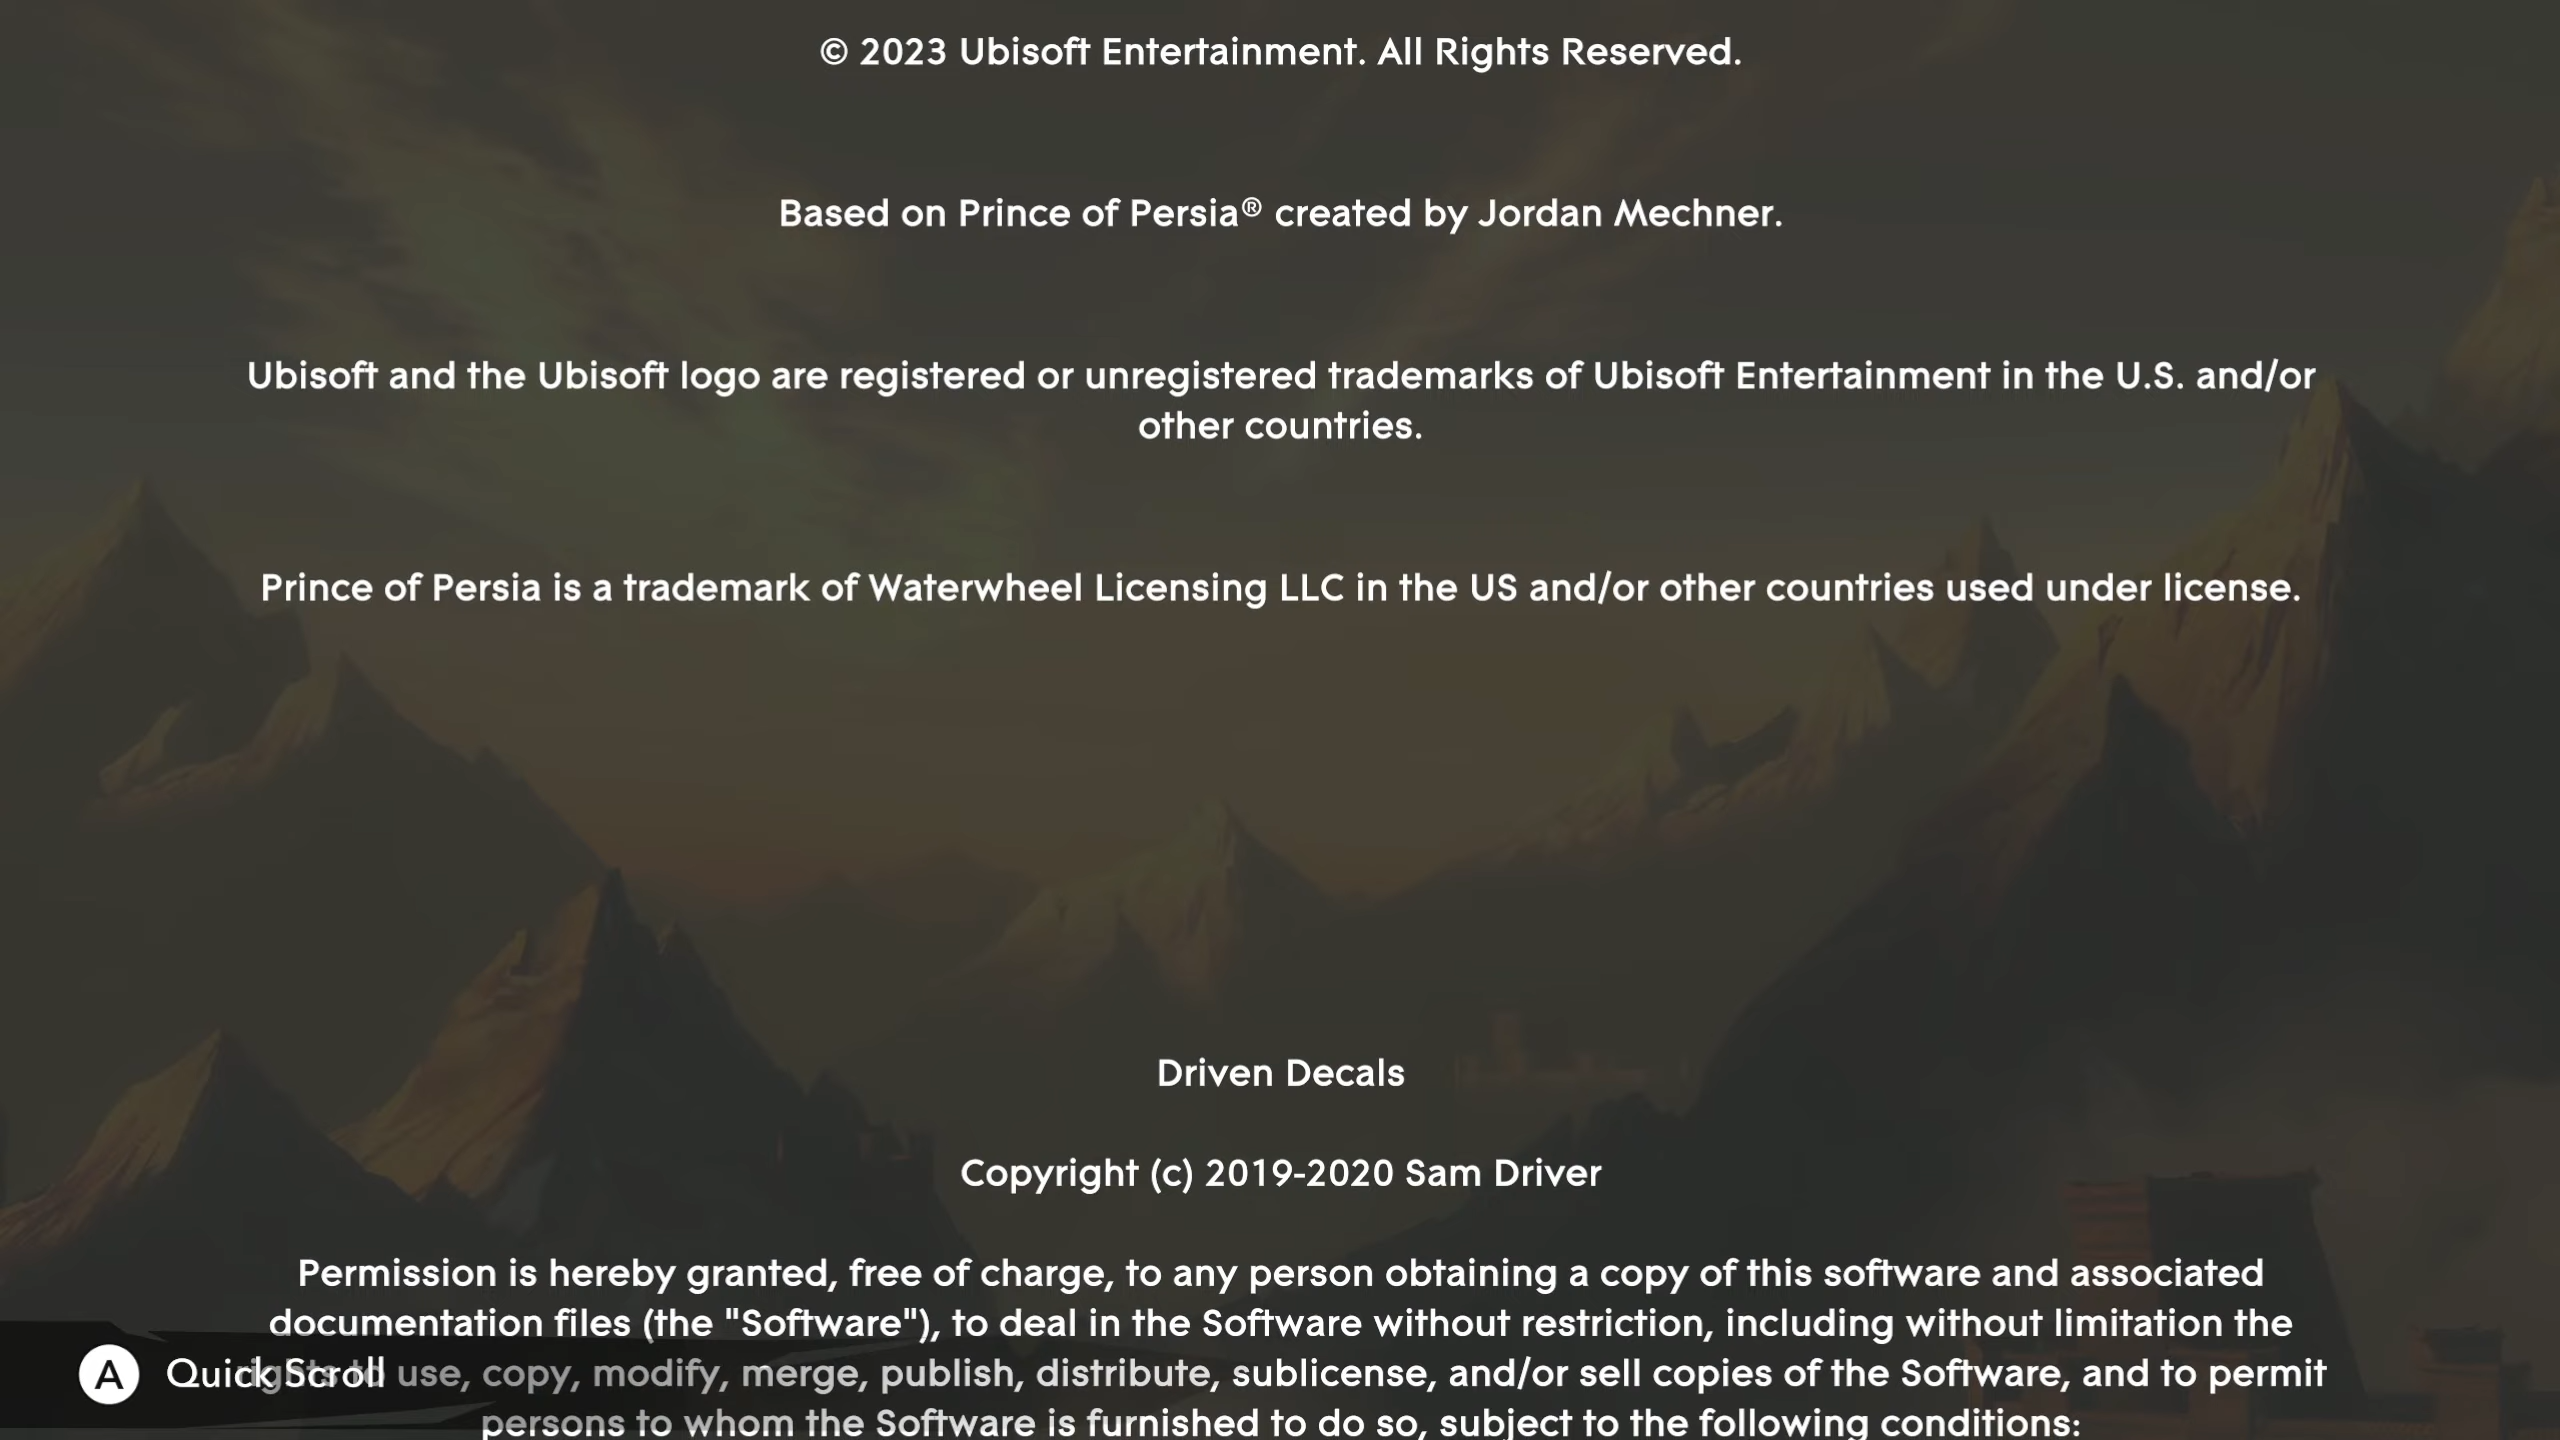 © 2023 Ubisoft Entertainment. All Rights Reserved.
Based on Prince of Persia® created by Jordan Mechner.
Ubisoft and the Ubisoft logo are registered or unregistered trademarks of Ubisoft Entertainment in the U.S. and/or
other countries.
Prince of Persia is a trademark of Waterwheel Licensing LLC in the US and/or other countries used under license.
Driven Decals
Copyright (c) 2019-2020 Sam Driver
Permission is hereby granted, free of charge, to any person obtaining a copy of this software and associated
documentation files (the "Software"), to deal in the Software without restriction, including without limitation the
rights to use, copy, modify, merge, publish, distribute, sublicense, and/or sell copies of the Software, and to permit
persons to whom the Software is furnished to do so, subject to the following conditions:
A Quick Scroll